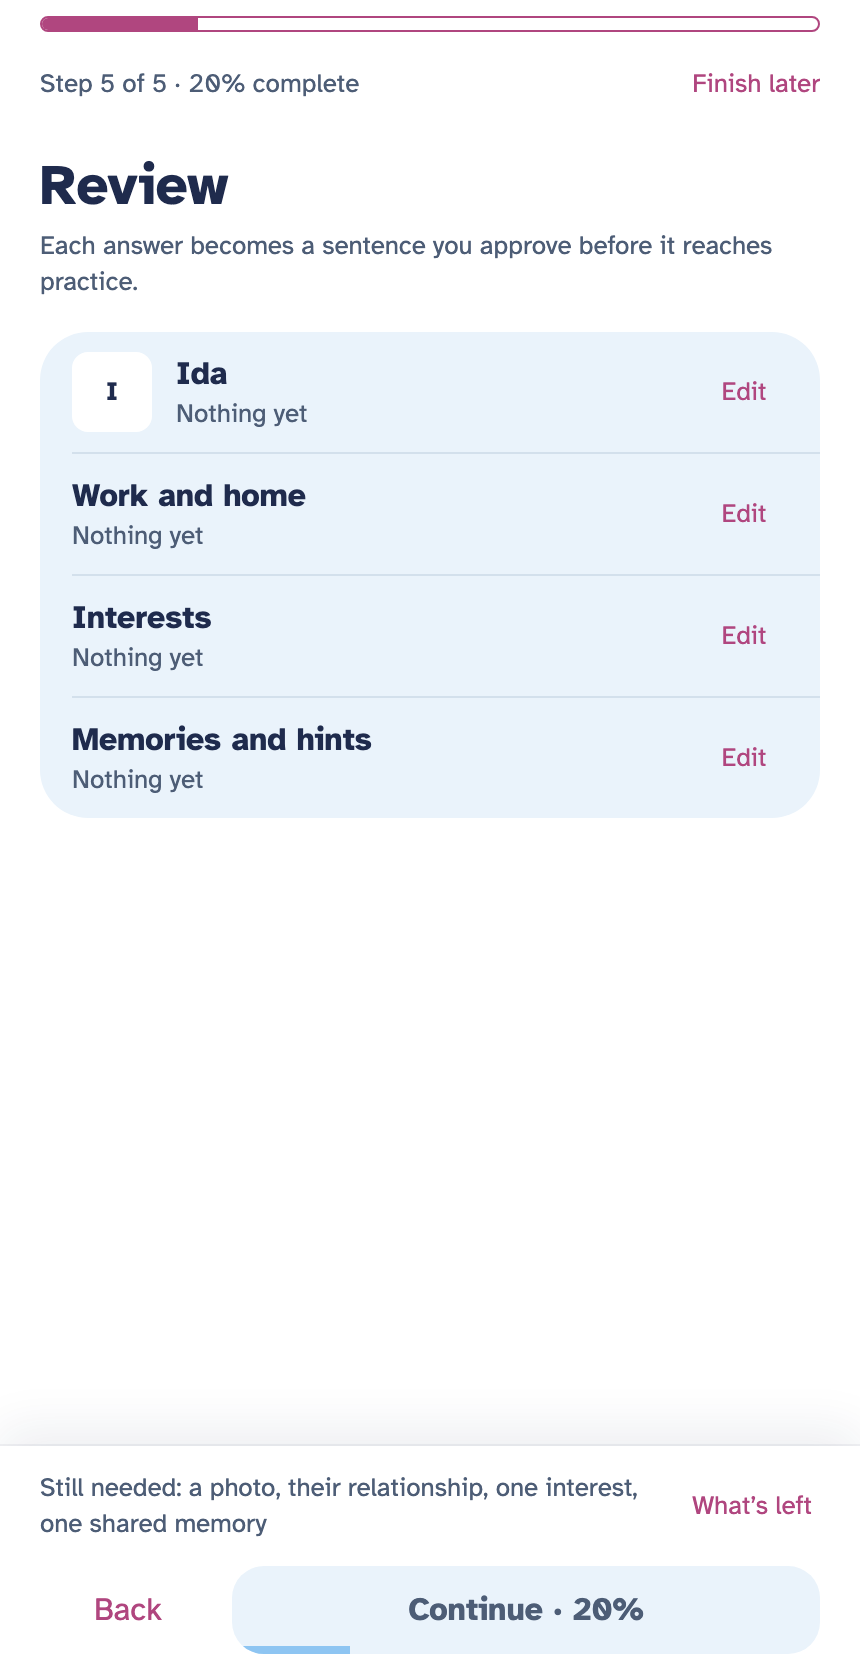 Step 5 of 5 · 20% complete
Finish later
Review
Each answer becomes a sentence you approve before it reaches
practice.
I
Ida
Nothing yet
Edit
Work and home
Nothing yet
Edit
Interests
Nothing yet
Edit
Memories and hints
Nothing yet
Edit
Still needed: a photo, their relationship, one interest,
one shared memory
What’s left
Back
Continue · 20%